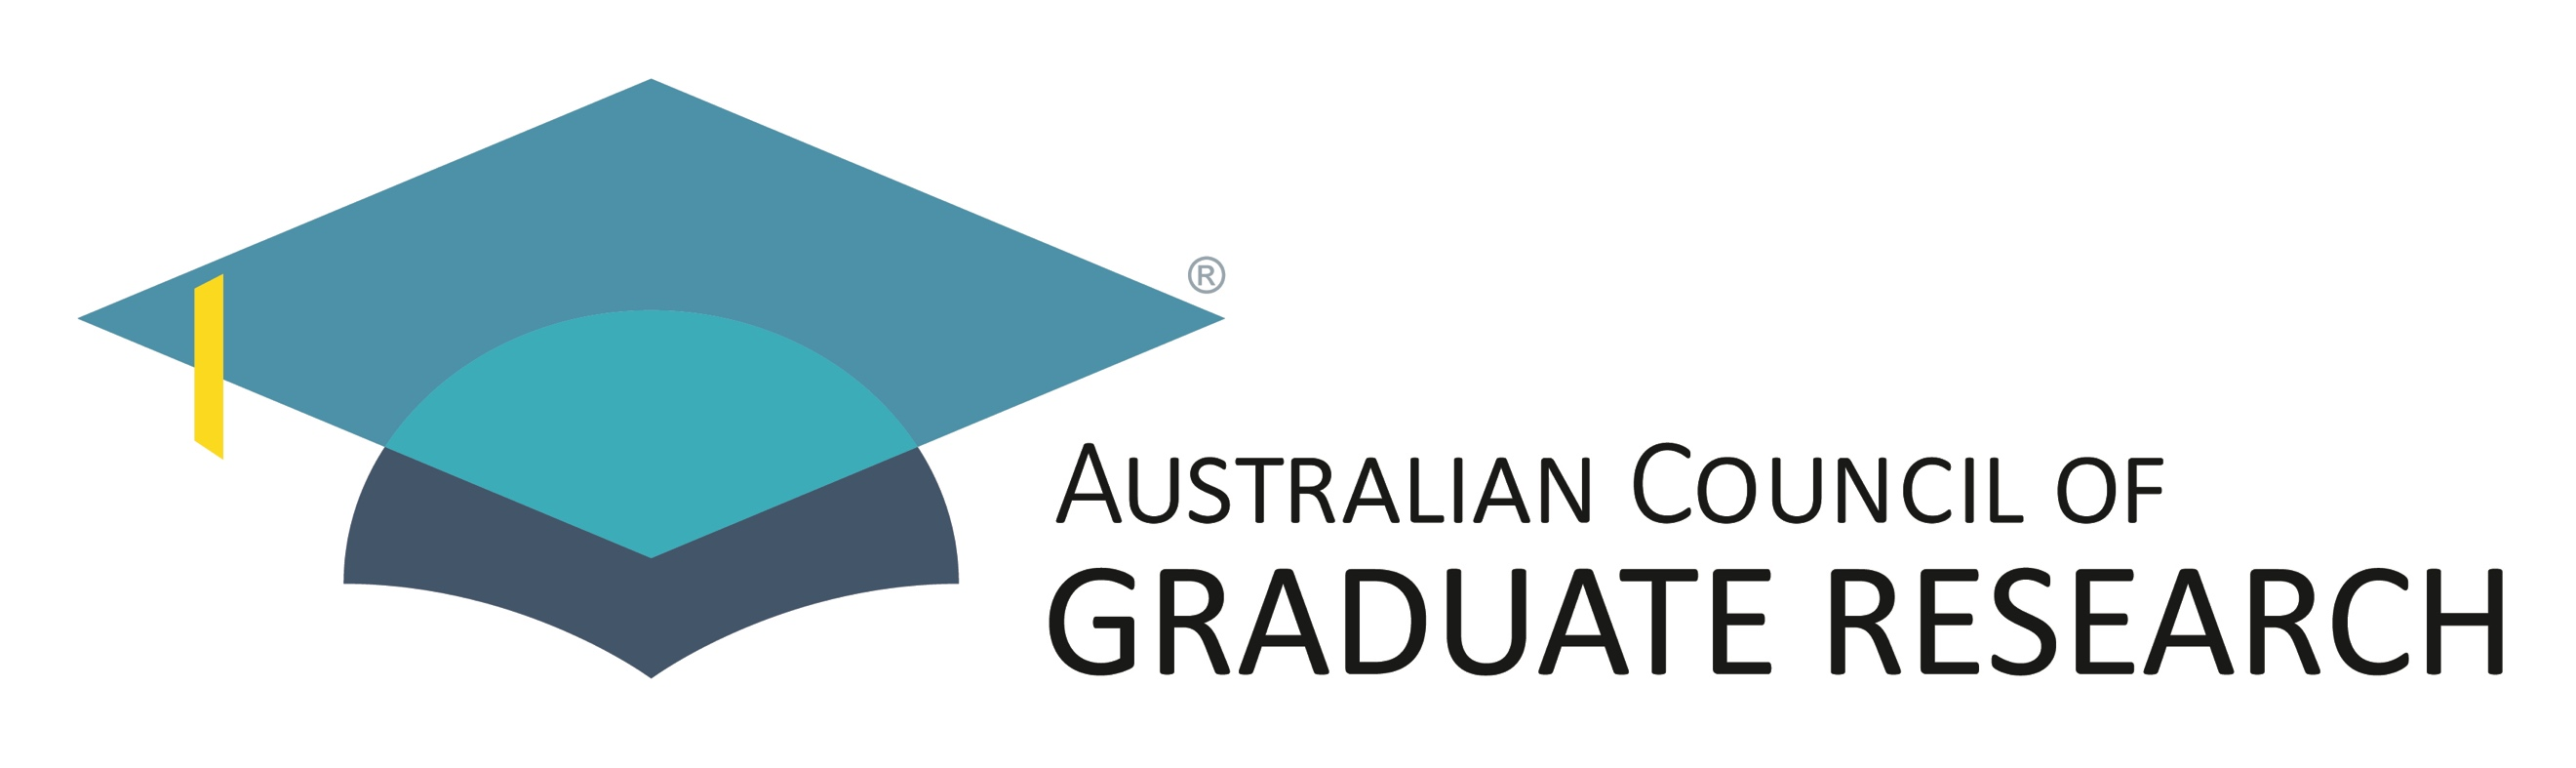 ®
AUSTRALIAN COUNCIL OF
GRADUATE RESEARCH